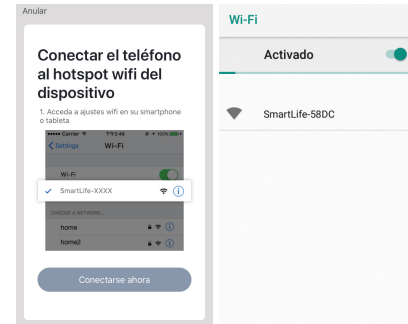 Anular
Conectar el teléfono
al hotspot wifi del
dispositivo
1. Acceda a ajustes wifi en su smartphone
o tableta
Carrier
Settings
Wi-Fi
Wi-Fi
SmartLife-XXXX
CHOOSE A NETWORK...
home
home2
Conectarse ahora
Wi-Fi
Activado
SmartLife-58DC